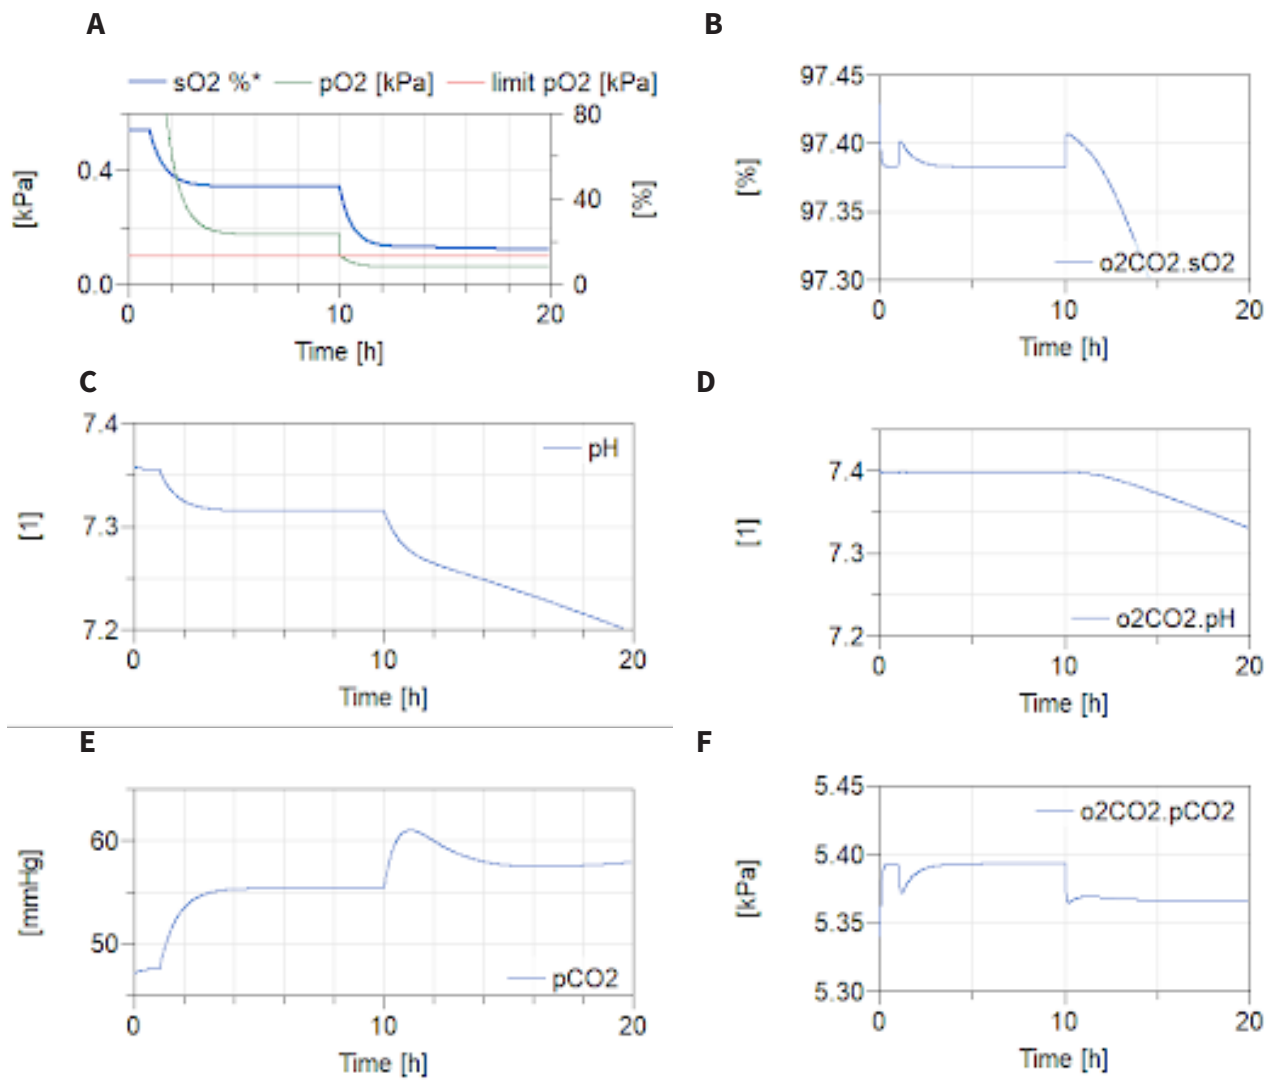 A
sO2 %* pO2 [kPa] limit pO2 [kPa]
80
0.4
40
0.0
0
[kPa]
[%]
0 10 20
Time [h]
B
97.45
97.40
97.35
97.30
[%]
o2CO2.sO2
0 10 20
Time [h]
C
7.4
7.3
7.2
[1]
pH
0 10 20
Time [h]
D
7.4
7.3
7.2
[1]
o2CO2.pH
0 10 20
Time [h]
E
60
50
[mmHg]
pCO2
0 10 20
Time [h]
F
5.45
5.40
5.35
5.30
[kPa]
o2CO2.pCO2
0 10 20
Time [h]